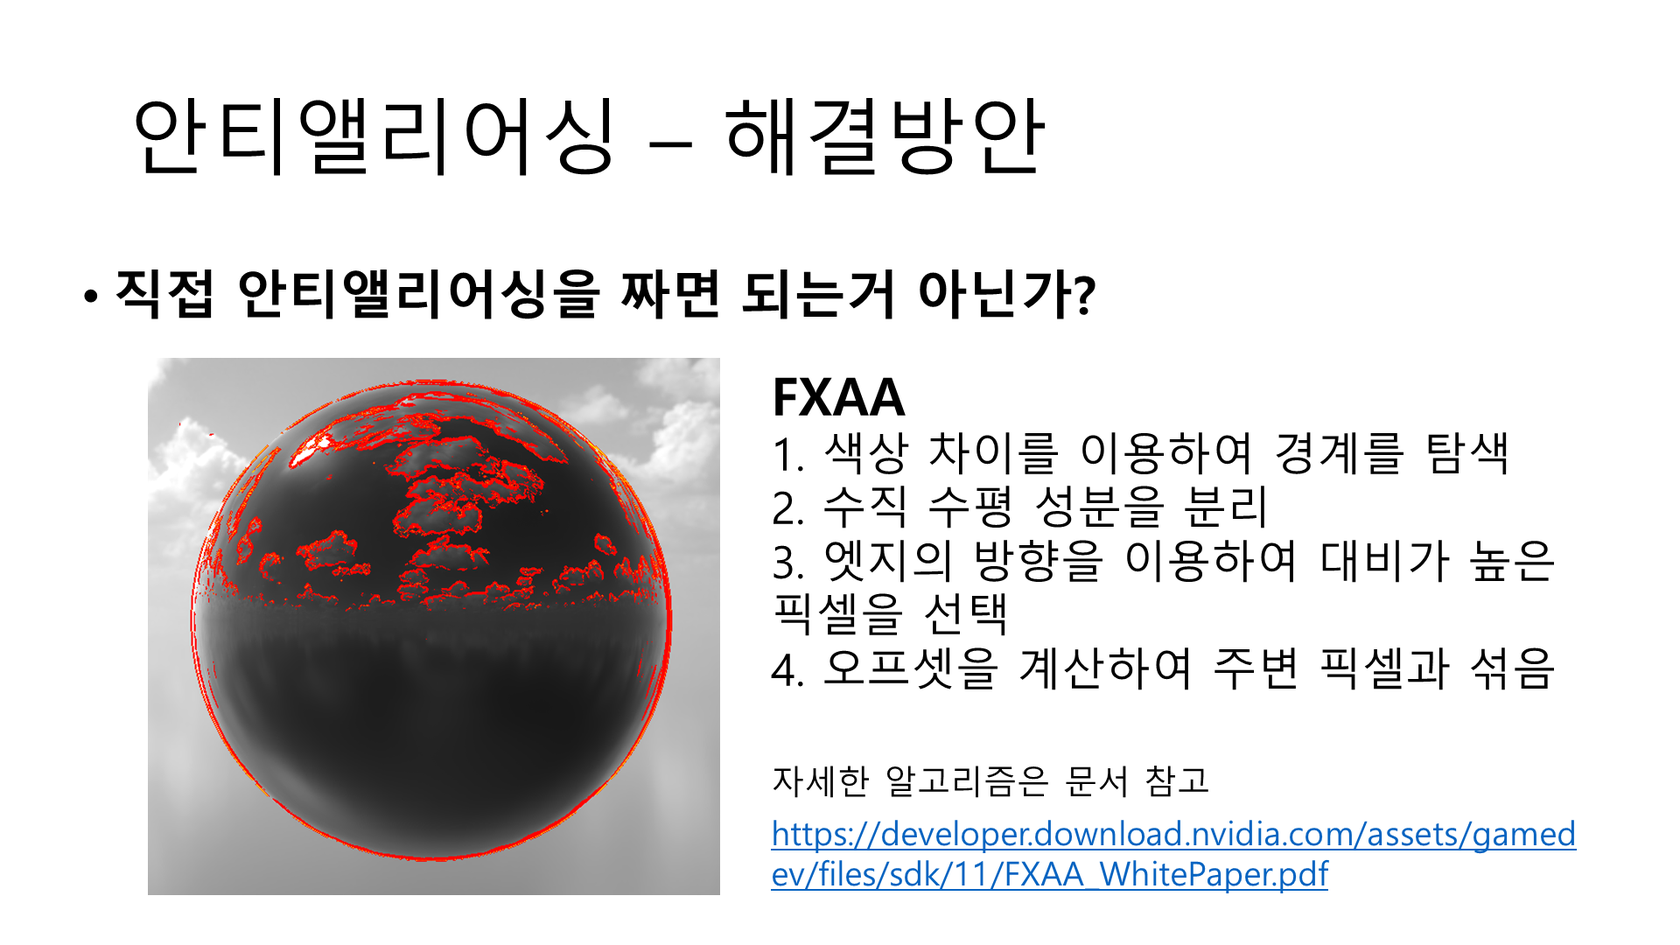 안티앨리어싱 – 해결방안
• 직접 안티앨리어싱을 짜면 되는거 아닌가?
FXAA
1. 색상 차이를 이용하여 경계를 탐색
2. 수직 수평 성분을 분리
3. 엣지의 방향을 이용하여 대비가 높은
픽셀을 선택
4. 오프셋을 계산하여 주변 픽셀과 섞음
자세한 알고리즘은 문서 참고
https://developer.download.nvidia.com/assets/gamed
ev/files/sdk/11/FXAA_WhitePaper.pdf